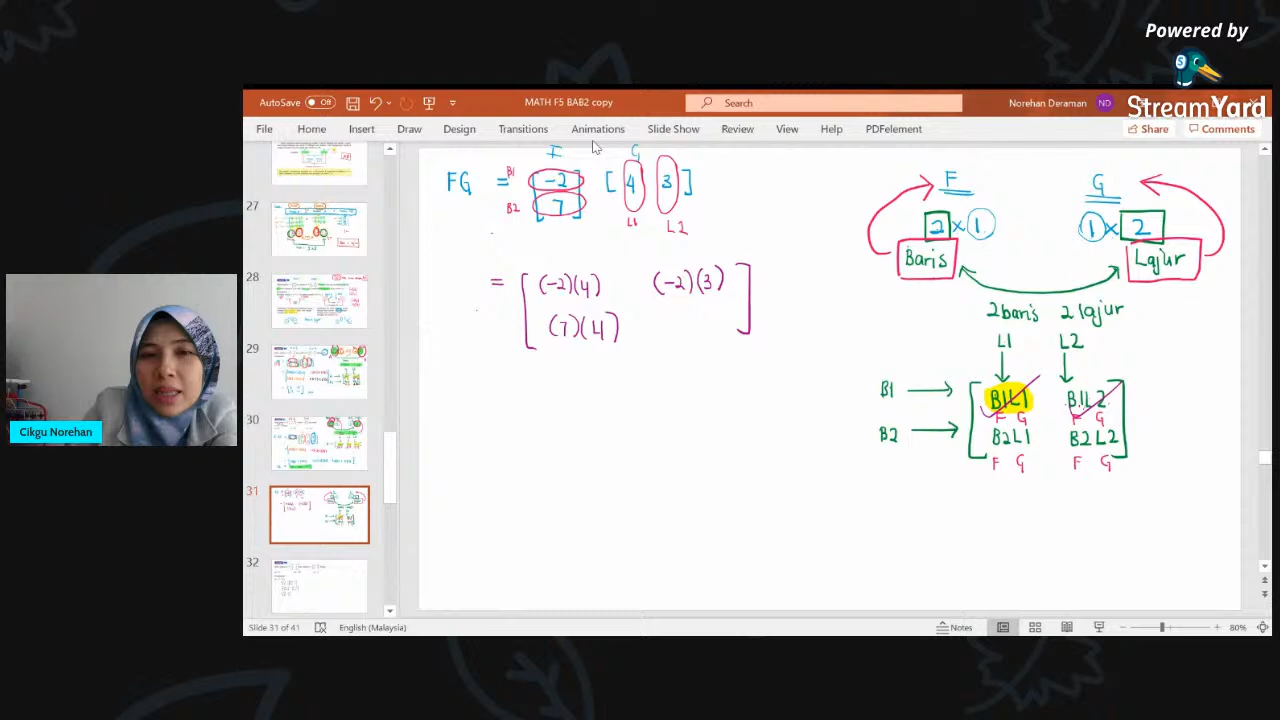 Powered by
StreamYard
AutoSave Off
MATH F5 BAB2 copy
Search
Norehan Deraman
ND
File Home Insert Draw Design Transitions Animations Slide Show Review View Help PDFelement
Share Comments
27
28
29
30
31
32
F G
FG = B1 [-2] [4 3]
B2 [7]
L1 L2
= [(-2)(4) (-2)(3)]
(7)(4)
F G
2 × 1 1 × 2
Baris Lajur
2 baris 2 lajur
L1 L2
B1 → B1L1 B1L2
F G F G
B2 → B2L1 B2L2
F G F G
Cikgu Norehan
Slide 31 of 41
English (Malaysia)
Notes
80%